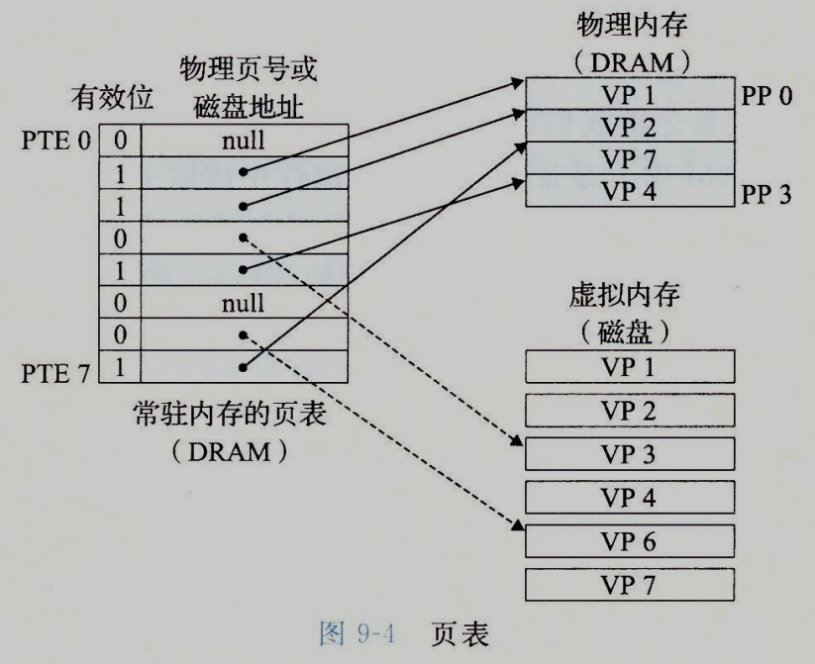 物理页号或
磁盘地址
有效位
PTE 0 0 null
1
1
0
1
0 null
0
PTE 7 1
常驻内存的页表
（DRAM）
物理内存
（DRAM）
VP 1 PP 0
VP 2
VP 7
VP 4 PP 3
虚拟内存
（磁盘）
VP 1
VP 2
VP 3
VP 4
VP 6
VP 7
图 9-4 页表